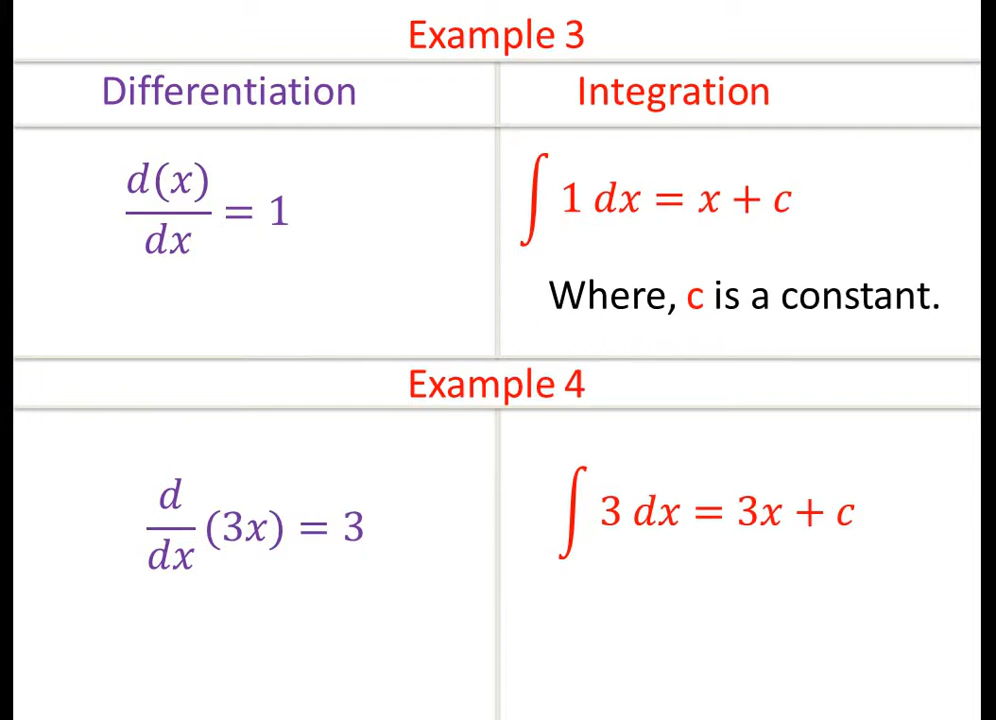 Example 3
Differentiation
Integration
d(x)/dx = 1
∫ 1 dx = x + c
Where, c is a constant.
Example 4
d/dx (3x) = 3
∫ 3 dx = 3x + c